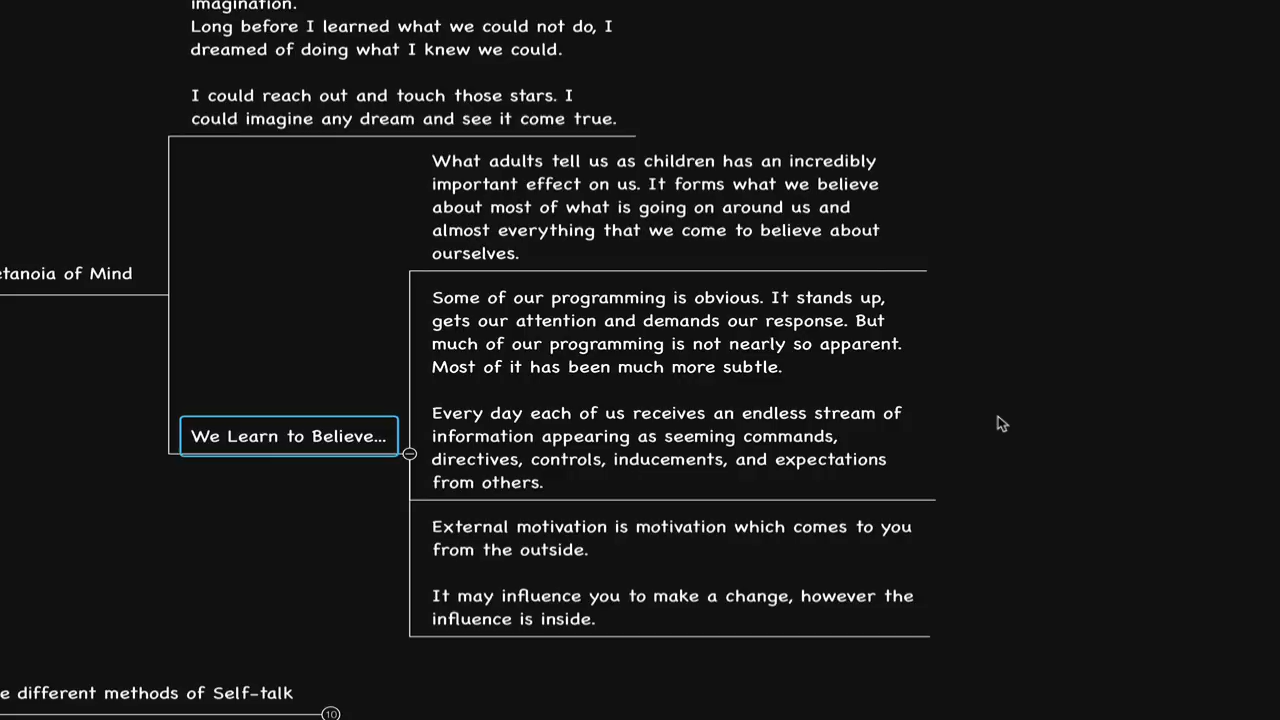 imagination.
Long before I learned what we could not do, I
dreamed of doing what I knew we could.
I could reach out and touch those stars. I
could imagine any dream and see it come true.
What adults tell us as children has an incredibly
important effect on us. It forms what we believe
about most of what is going on around us and
almost everything that we come to believe about
ourselves.
of Mind
Some of our programming is obvious. It stands up,
gets our attention and demands our response. But
much of our programming is not nearly so apparent.
Most of it has been much more subtle.
Every day each of us receives an endless stream of
information appearing as seeming commands,
directives, controls, inducements, and expectations
from others.
We Learn to Believe...
External motivation is motivation which comes to you
from the outside.
It may influence you to make a change, however the
influence is inside.
different methods of Self-talk
10